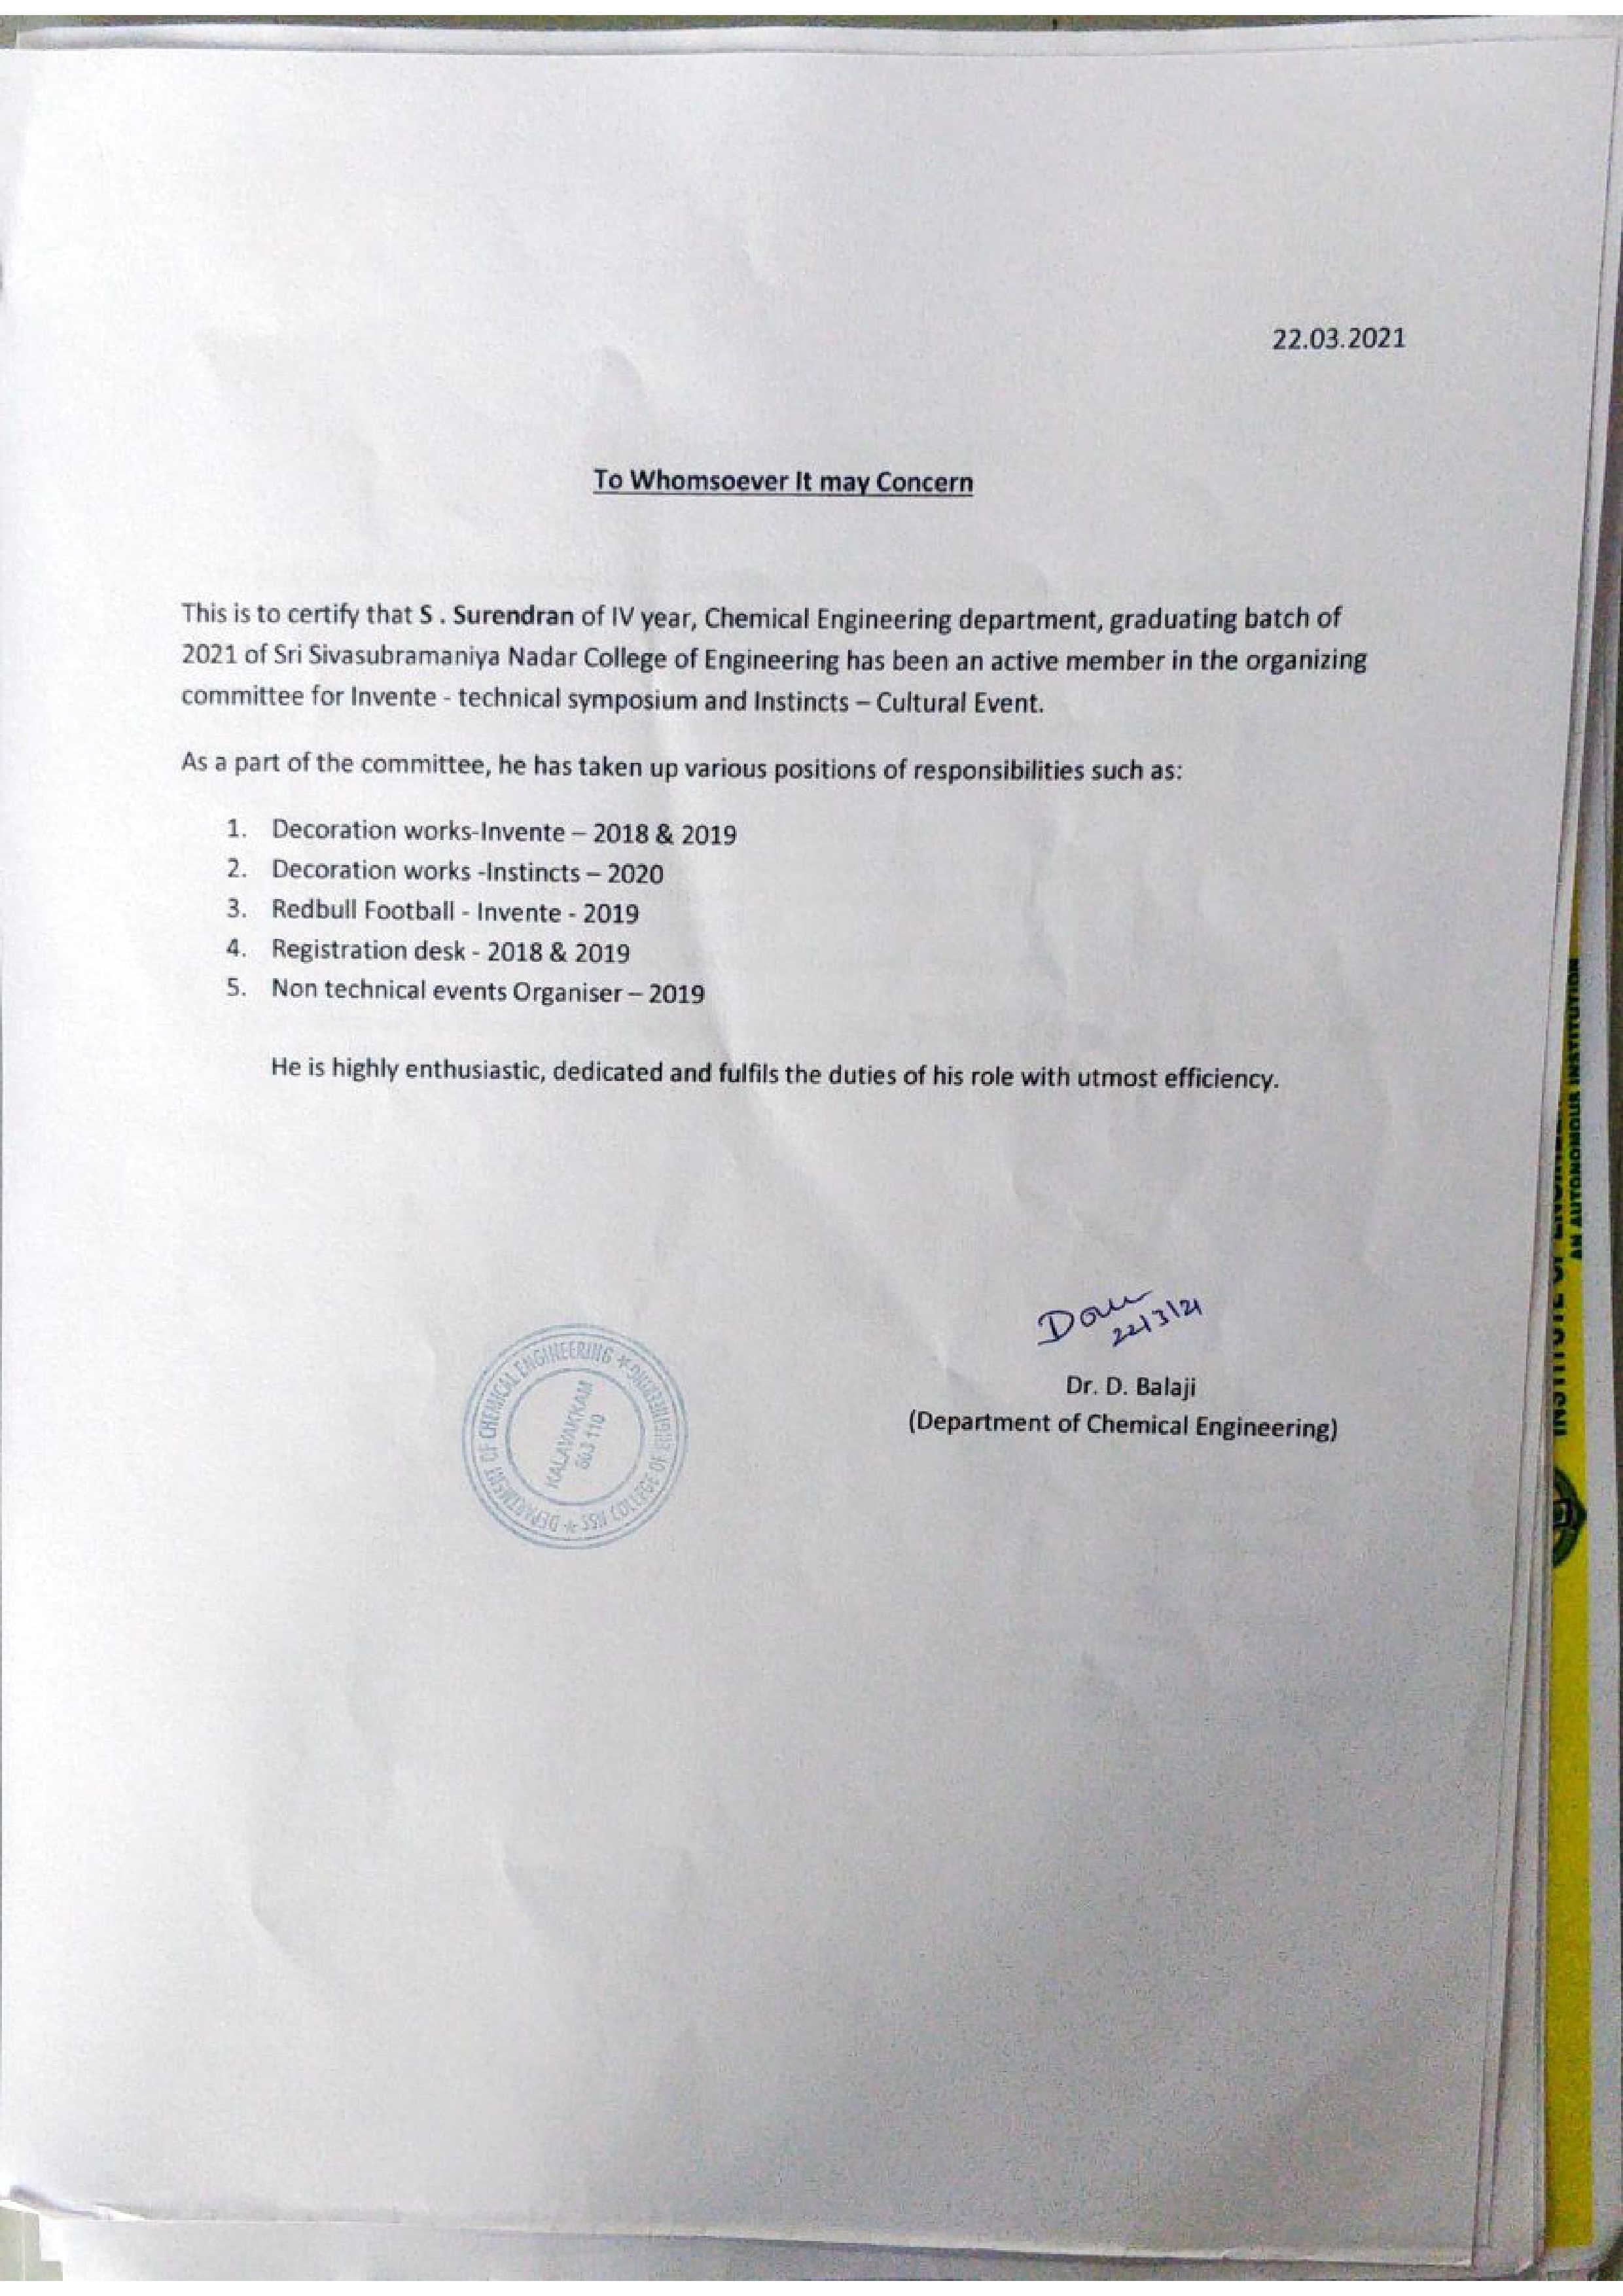 22.03.2021
To Whomsoever It may Concern
This is to certify that S . Surendran of IV year, Chemical Engineering department, graduating batch of
2021 of Sri Sivasubramaniya Nadar College of Engineering has been an active member in the organizing
committee for Invente - technical symposium and Instincts – Cultural Event.
As a part of the committee, he has taken up various positions of responsibilities such as:
1. Decoration works-Invente – 2018 & 2019
2. Decoration works -Instincts – 2020
3. Redbull Football - Invente - 2019
4. Registration desk - 2018 & 2019
5. Non technical events Organiser – 2019
He is highly enthusiastic, dedicated and fulfils the duties of his role with utmost efficiency.
22/3/21
Dr. D. Balaji
(Department of Chemical Engineering)
DEPARTMENT OF CHEMICAL ENGINEERING * SSN COLLEGE OF ENGINEERING *
KALAVAKKAM
603 110
INSTITUTE OF
AN AUTONOMOUS INSTITUTION